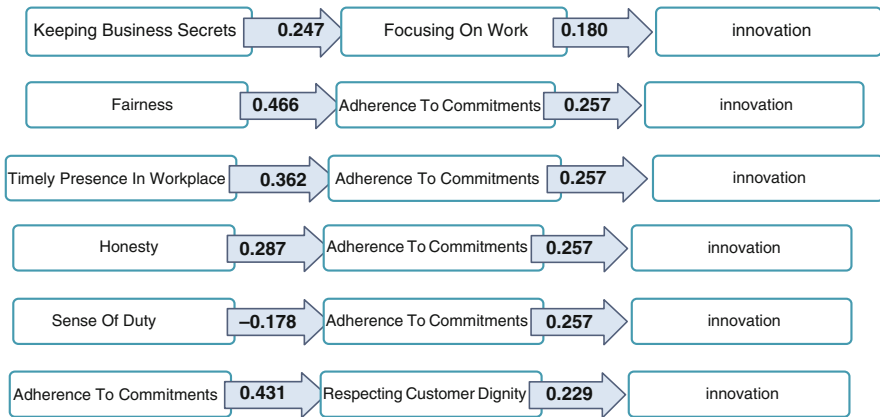 Keeping Business Secrets 0.247 Focusing On Work 0.180 innovation
Fairness 0.466 Adherence To Commitments 0.257 innovation
Timely Presence In Workplace 0.362 Adherence To Commitments 0.257 innovation
Honesty 0.287 Adherence To Commitments 0.257 innovation
Sense Of Duty –0.178 Adherence To Commitments 0.257 innovation
Adherence To Commitments 0.431 Respecting Customer Dignity 0.229 innovation